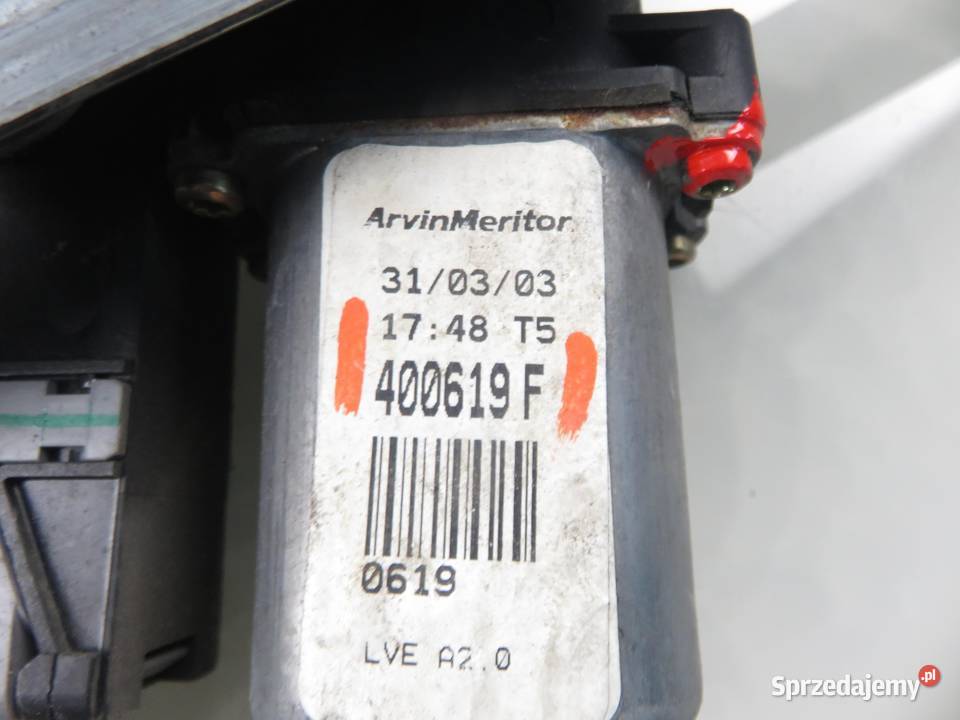 ArvinMeritor
31/03/03
17:48 T5
400619 F
0619
LVE A2.0
Sprzedajemy.pl